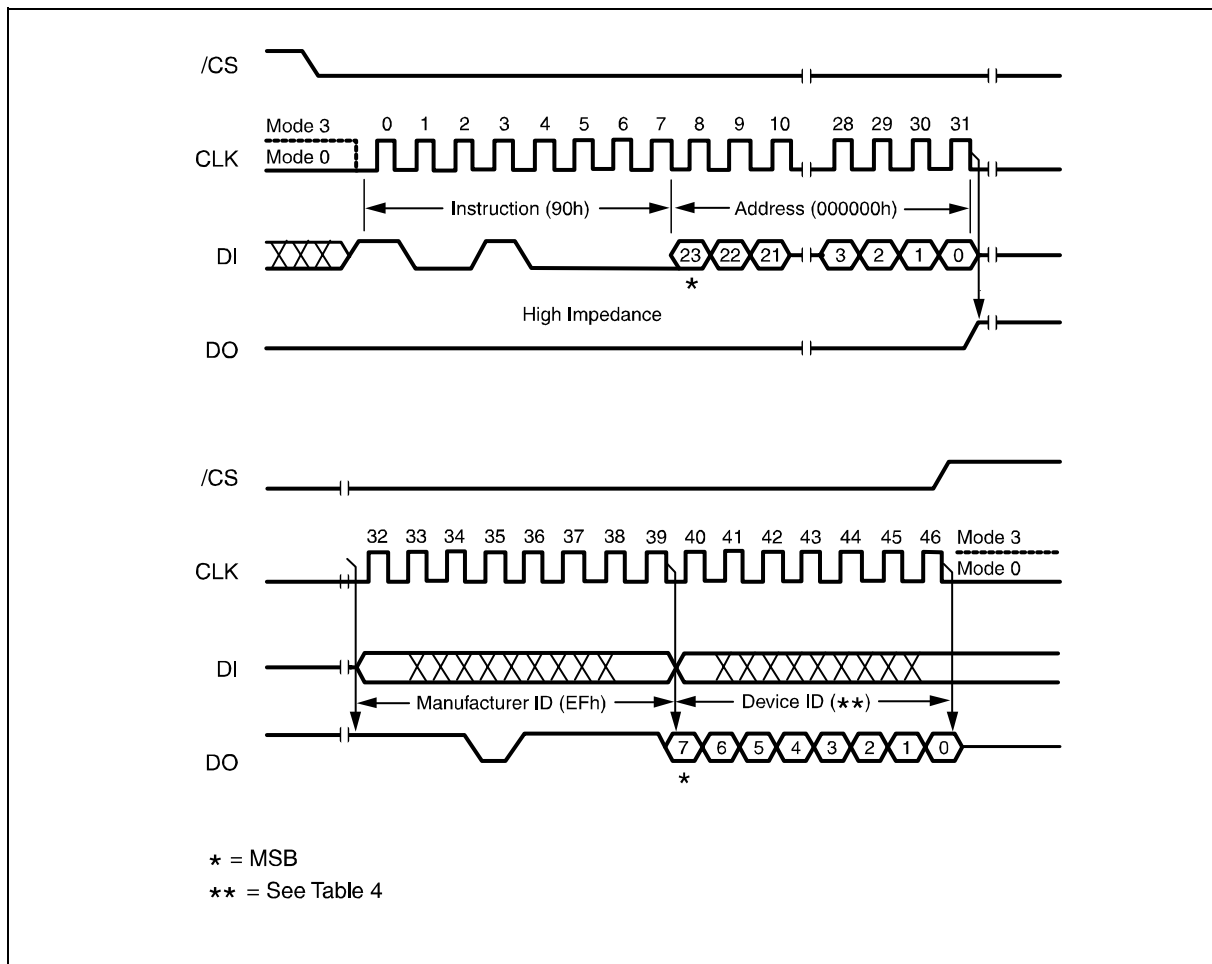 /CS
Mode 3
0 1 2 3 4 5 6 7 8 9 10 28 29 30 31
CLK
Mode 0
Instruction (90h)
Address (000000h)
DI
23 22 21 3 2 1 0
*
High Impedance
DO
/CS
32 33 34 35 36 37 38 39 40 41 42 43 44 45 46
Mode 3
CLK
Mode 0
DI
Manufacturer ID (EFh)
Device ID (**)
DO
7 6 5 4 3 2 1 0
*
* = MSB
** = See Table 4